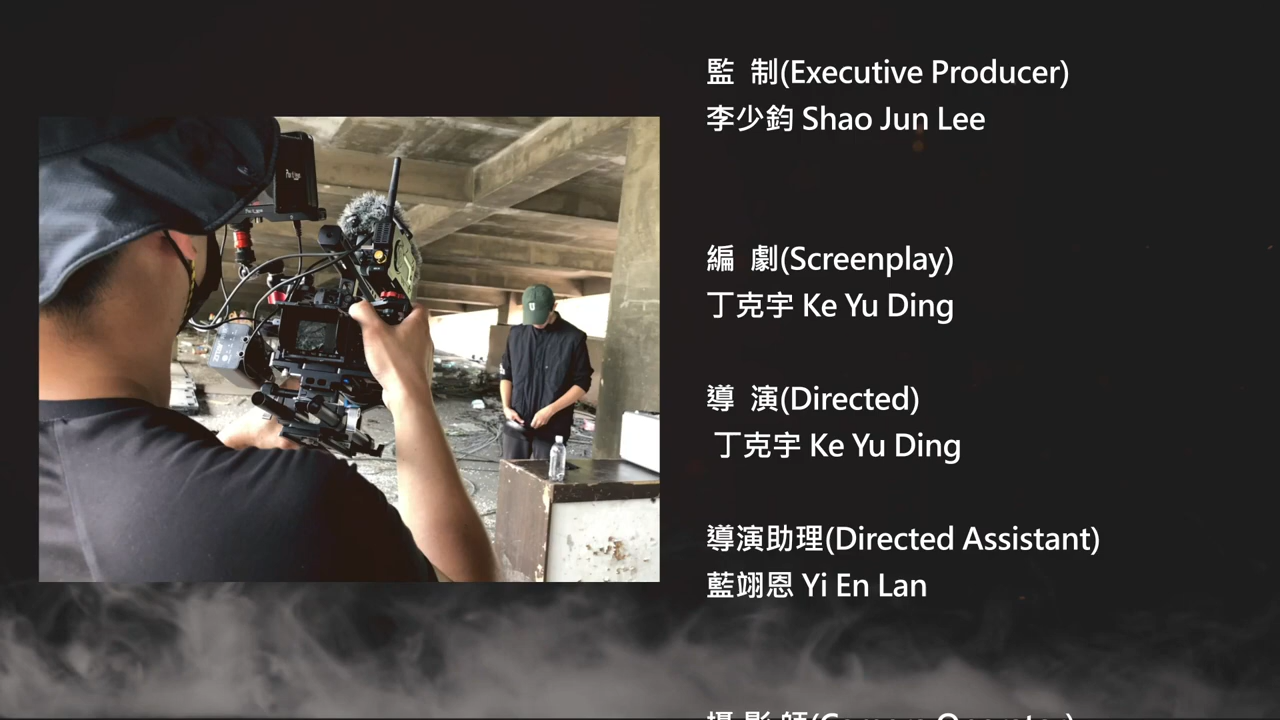 監 制(Executive Producer)
李少鈞 Shao Jun Lee
編 劇(Screenplay)
丁克宇 Ke Yu Ding
導 演(Directed)
丁克宇 Ke Yu Ding
導演助理(Directed Assistant)
藍翊恩 Yi En Lan